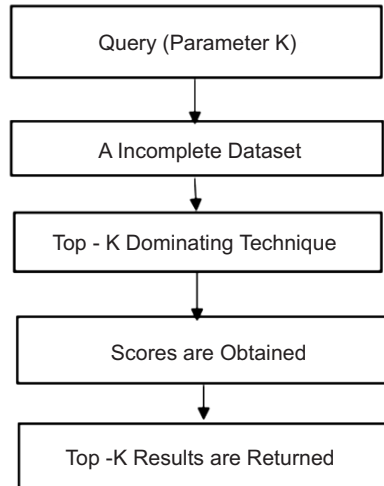 Query (Parameter K)
A Incomplete Dataset
Top - K Dominating Technique
Scores are Obtained
Top -K Results are Returned